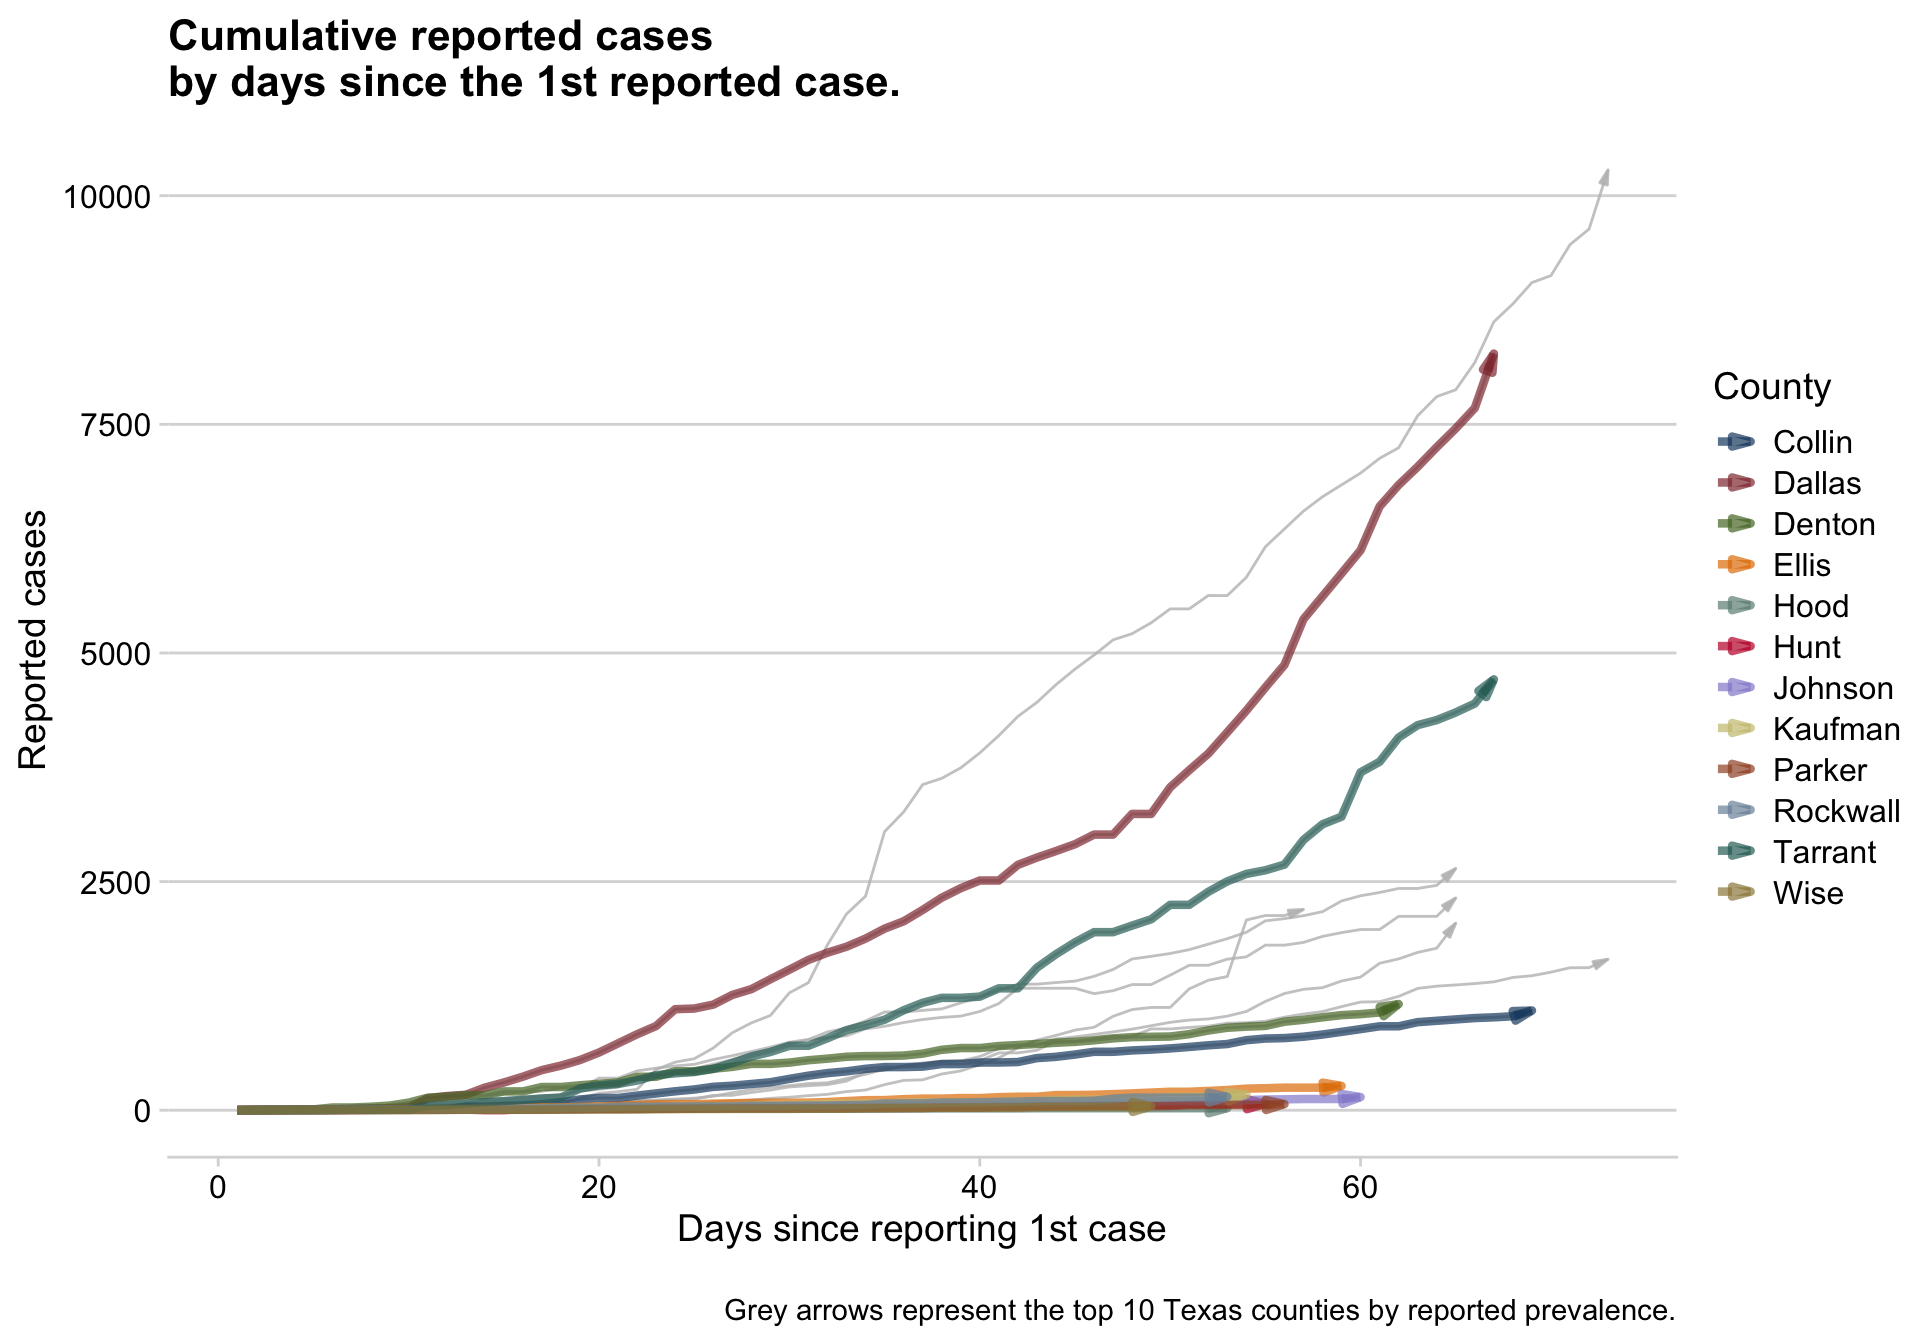 Cumulative reported cases
by days since the 1st reported case.
10000
7500
5000
2500
0
Reported cases
0 20 40 60
Days since reporting 1st case
County
Collin
Dallas
Denton
Ellis
Hood
Hunt
Johnson
Kaufman
Parker
Rockwall
Tarrant
Wise
Grey arrows represent the top 10 Texas counties by reported prevalence.